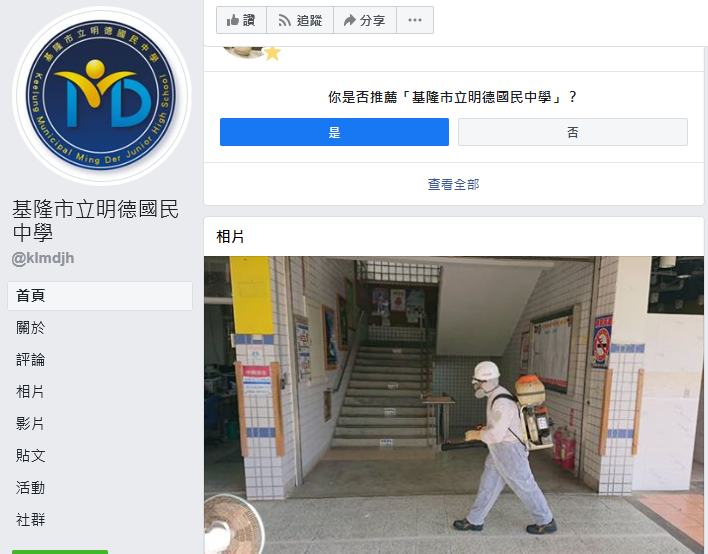 基隆市立明德國民中學
MD
Keelung Municipal Ming Der Junior High School
基隆市立明德國民
中學
@klmdjh
首頁
關於
評論
相片
影片
貼文
活動
社群
讚
追蹤
分享
你是否推薦「基隆市立明德國民中學」？
是
否
查看全部
相片